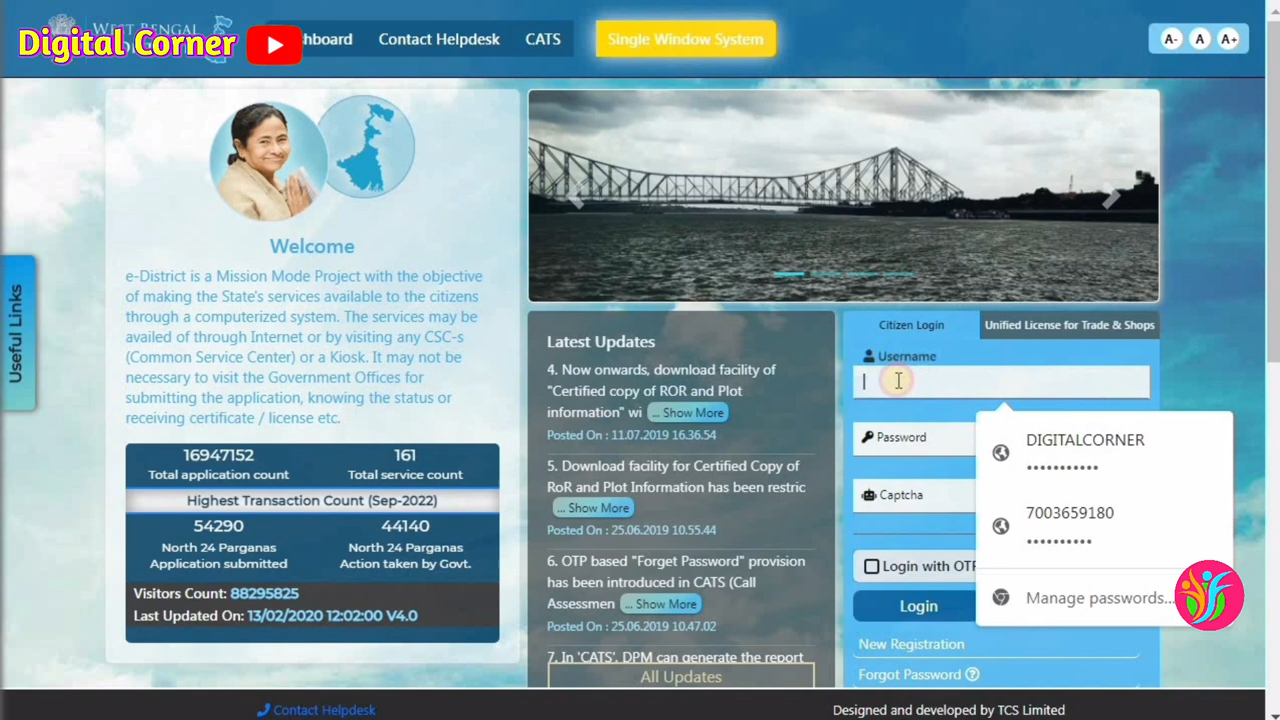 WEST BENGAL
Digital Corner
hboard
Contact Helpdesk
CATS
Single Window System
A-
A
A+
Useful Links
Welcome
e-District is a Mission Mode Project with the objective
of making the State's services available to the citizens
through a computerized system. The services may be
availed of through Internet or by visiting any CSC-s
(Common Service Center) or a Kiosk. It may not be
necessary to visit the Government Offices for
submitting the application, knowing the status or
receiving certificate / license etc.
16947152
Total application count
161
Total service count
Highest Transaction Count (Sep-2022)
54290
North 24 Parganas
Application submitted
44140
North 24 Parganas
Action taken by Govt.
Visitors Count: 88295825
Last Updated On: 13/02/2020 12:02:00 V4.0
Latest Updates
4. Now onwards, download facility of
"Certified copy of ROR and Plot
information" wi ... Show More
Posted On : 11.07.2019 16.36.54
5. Download facility for Certified Copy of
RoR and Plot Information has been restric
... Show More
Posted On : 25.06.2019 10.55.44
6. OTP based "Forget Password" provision
has been introduced in CATS (Call
Assessmen ... Show More
Posted On : 25.06.2019 10.47.02
7. In 'CATS', DPM can generate the report
All Updates
Citizen Login
Unified License for Trade & Shops
Username
Password
Captcha
Login with OTP
Login
New Registration
Forgot Password
DIGITALCORNER
•••••••••••
7003659180
••••••••••
Manage passwords...
Contact Helpdesk
Designed and developed by TCS Limited